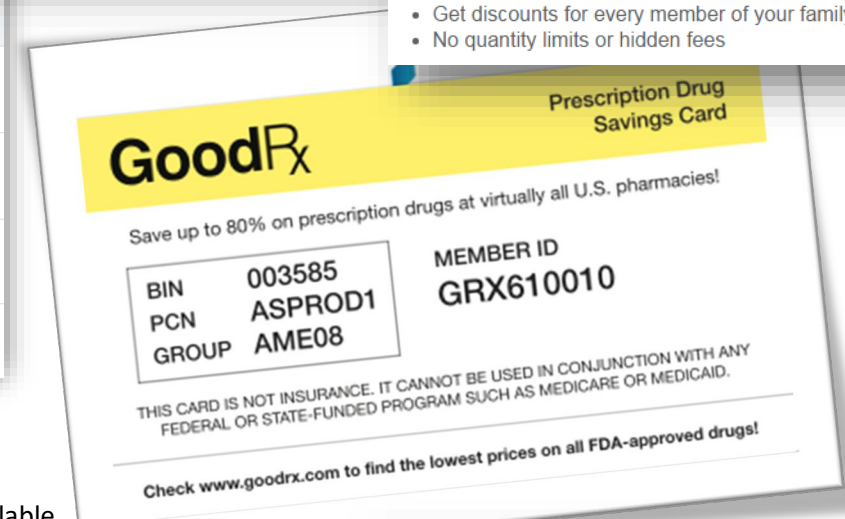 • Get discounts for every member of your family
• No quantity limits or hidden fees
GoodRx
Prescription Drug
Savings Card
Save up to 80% on prescription drugs at virtually all U.S. pharmacies!
BIN 003585
PCN ASPROD1
GROUP AME08
MEMBER ID
GRX610010
THIS CARD IS NOT INSURANCE. IT CANNOT BE USED IN CONJUNCTION WITH ANY
FEDERAL OR STATE-FUNDED PROGRAM SUCH AS MEDICARE OR MEDICAID.
Check www.goodrx.com to find the lowest prices on all FDA-approved drugs!